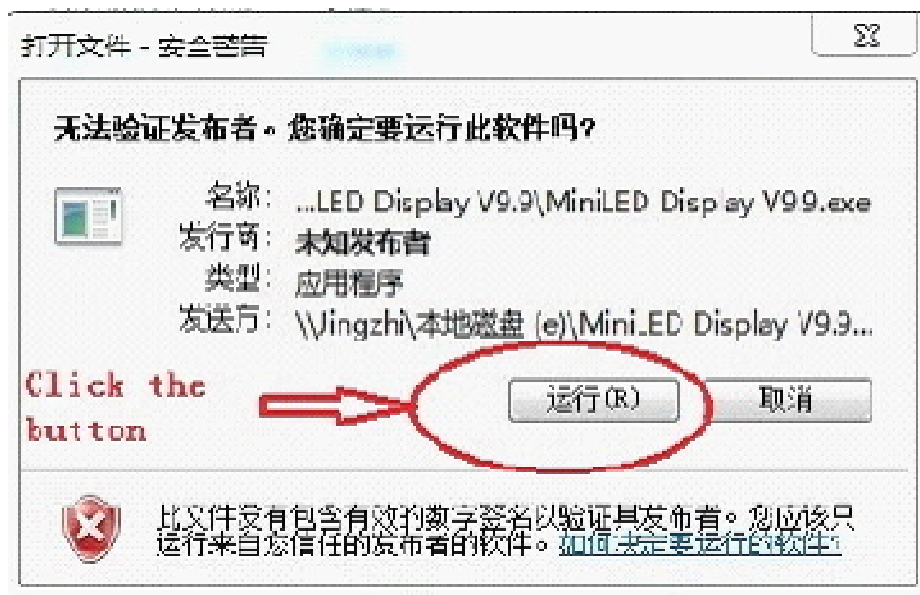 打开文件 - 安全警告
无法验证发布者。您确定要运行此软件吗?
名称: ...LED Display V9.9\MiniLED Display V9.9.exe
发行商: 未知发布者
类型: 应用程序
发送方: \\Jingzhi\本地磁盘 (e)\MiniLED Display V9.9...
Click the
button
运行(R) 取消
此文件没有包含有效的数字签名以验证其发布者。您应该只
运行来自您信任的发布者的软件。如何决定要运行的软件?